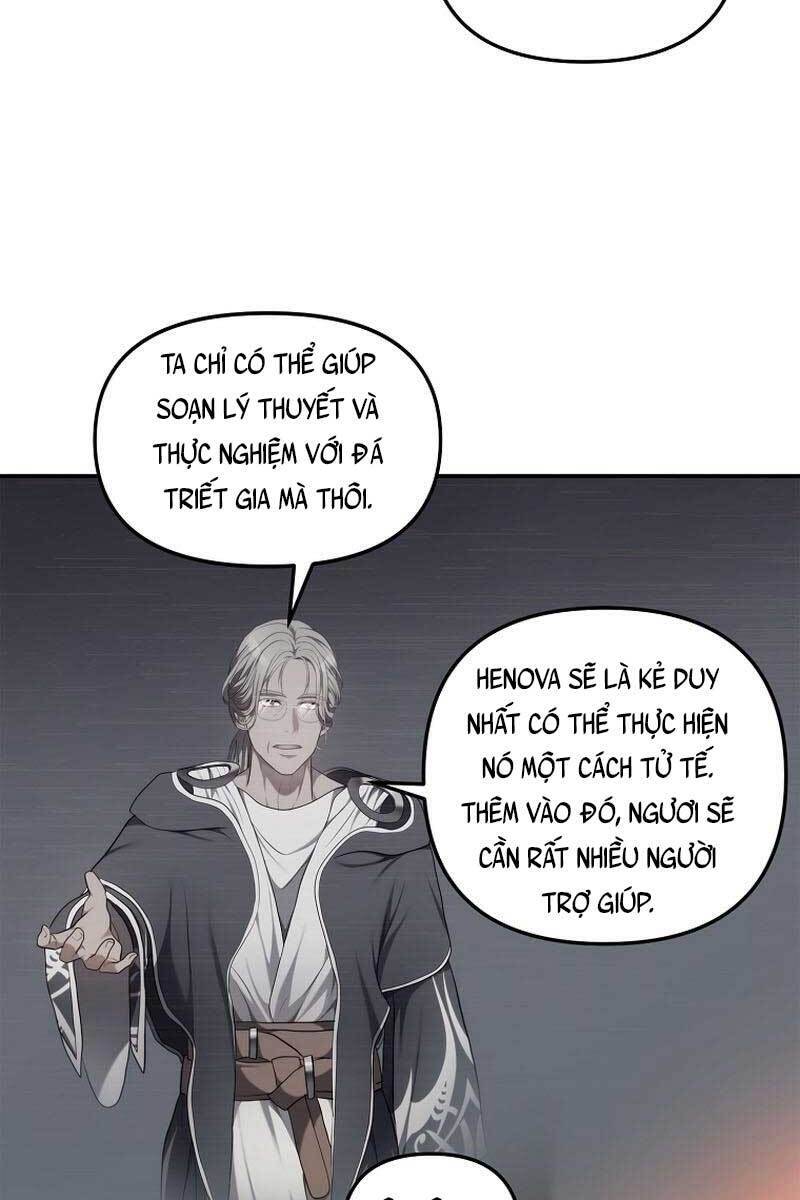 TA CHỈ CÓ THỂ GIÚP
SOẠN LÝ THUYẾT VÀ
THỰC NGHIỆM VỚI ĐÁ
TRIẾT GIA MÀ THÔI.
HENOVA SẼ LÀ KẺ DUY
NHẤT CÓ THỂ THỰC HIỆN
NÓ MỘT CÁCH TỬ TẾ.
THÊM VÀO ĐÓ, NGƯƠI SẼ
CẦN RẤT NHIỀU NGƯỜI
TRỢ GIÚP.